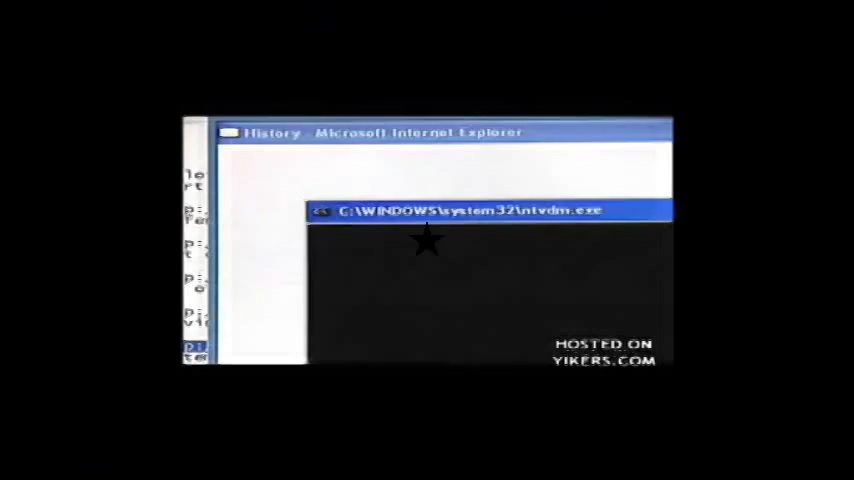 History - Microsoft Internet Explorer
C:\WINDOWS\system32\ntvdm.exe
HOSTED ON
YIKERS.COM